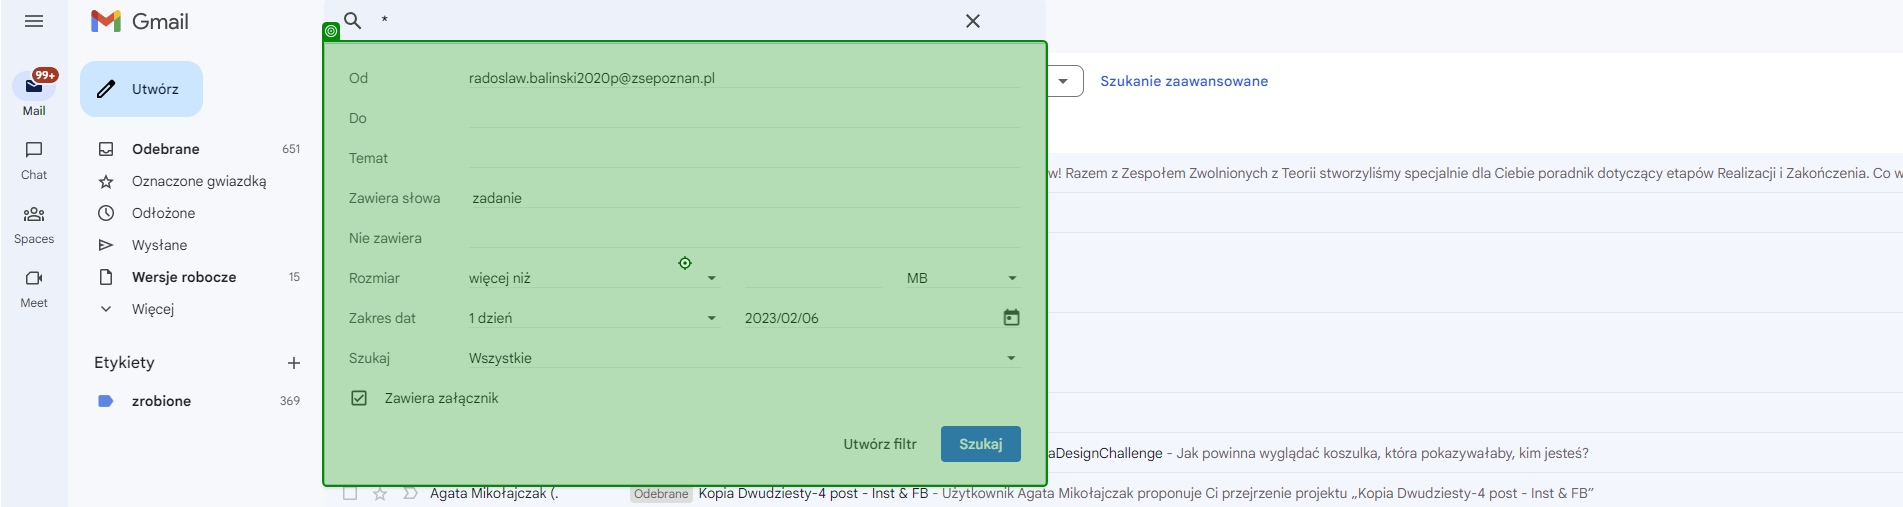 Gmail
*
99+
Mail
Chat
Spaces
Meet
Utwórz
Odebrane 651
Oznaczone gwiazdką
Odłożone
Wysłane
Wersje robocze 15
Więcej
Etykiety
zrobione 369
Od radoslaw.balinski2020p@zsepoznan.pl
Do
Temat
Zawiera słowa zadanie
Nie zawiera
Rozmiar więcej niż MB
Zakres dat 1 dzień 2023/02/06
Szukaj Wszystkie
Zawiera załącznik
Utwórz filtr Szukaj
Szukanie zaawansowane
w! Razem z Zespołem Zwolnionych z Teorii stworzyliśmy specjalnie dla Ciebie poradnik dotyczący etapów Realizacji i Zakończenia. Co w
aDesignChallenge - Jak powinna wyglądać koszulka, która pokazywałaby, kim jesteś?
Agata Mikołajczak (. Odebrane Kopia Dwudziesty-4 post - Inst & FB - Użytkownik Agata Mikołajczak proponuje Ci przejrzenie projektu „Kopia Dwudziesty-4 post - Inst & FB”